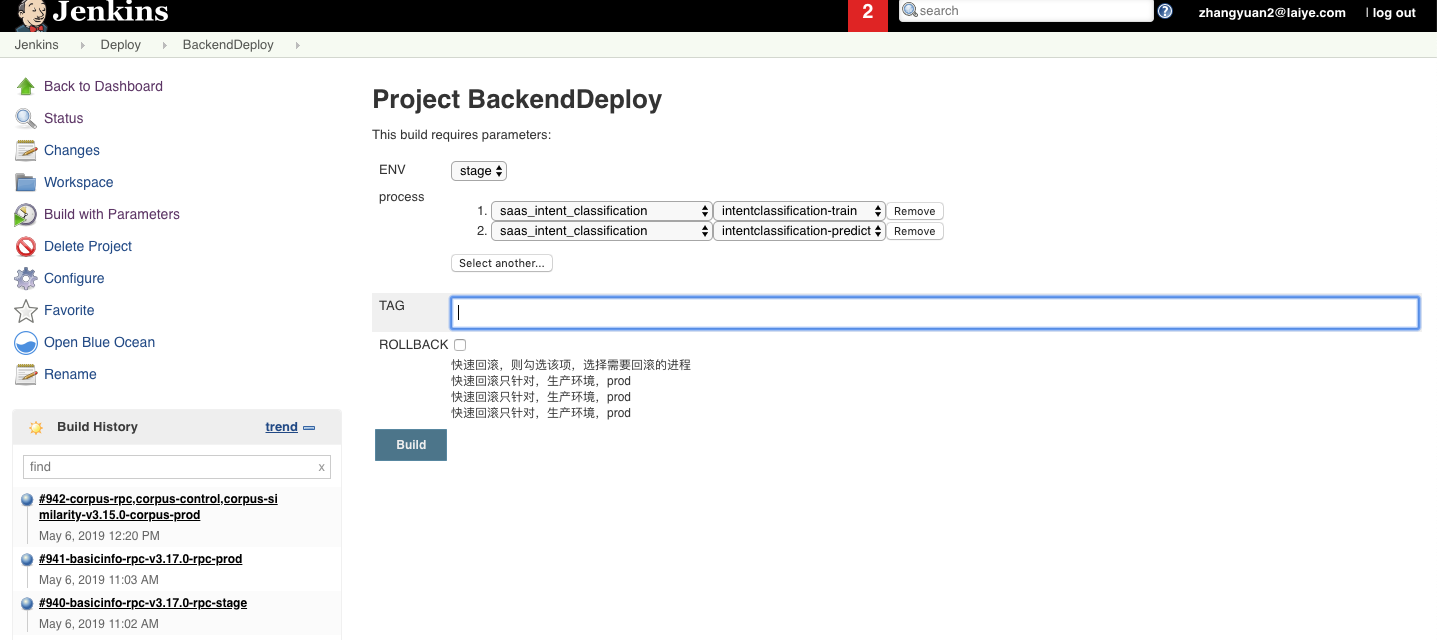 Jenkins
2
search
zhangyuan2@laiye.com
| log out
Jenkins
Deploy
BackendDeploy
Back to Dashboard
Status
Changes
Workspace
Build with Parameters
Delete Project
Configure
Favorite
Open Blue Ocean
Rename
Build History
trend
find
x
#942-corpus-rpc,corpus-control,corpus-si
milarity-v3.15.0-corpus-prod
May 6, 2019 12:20 PM
#941-basicinfo-rpc-v3.17.0-rpc-prod
May 6, 2019 11:03 AM
#940-basicinfo-rpc-v3.17.0-rpc-stage
May 6, 2019 11:02 AM
Project BackendDeploy
This build requires parameters:
ENV
stage
process
1. saas_intent_classification intentclassification-train Remove
2. saas_intent_classification intentclassification-predict Remove
Select another...
TAG
ROLLBACK
快速回滚，则勾选该项，选择需要回滚的进程
快速回滚只针对，生产环境，prod
快速回滚只针对，生产环境，prod
快速回滚只针对，生产环境，prod
Build